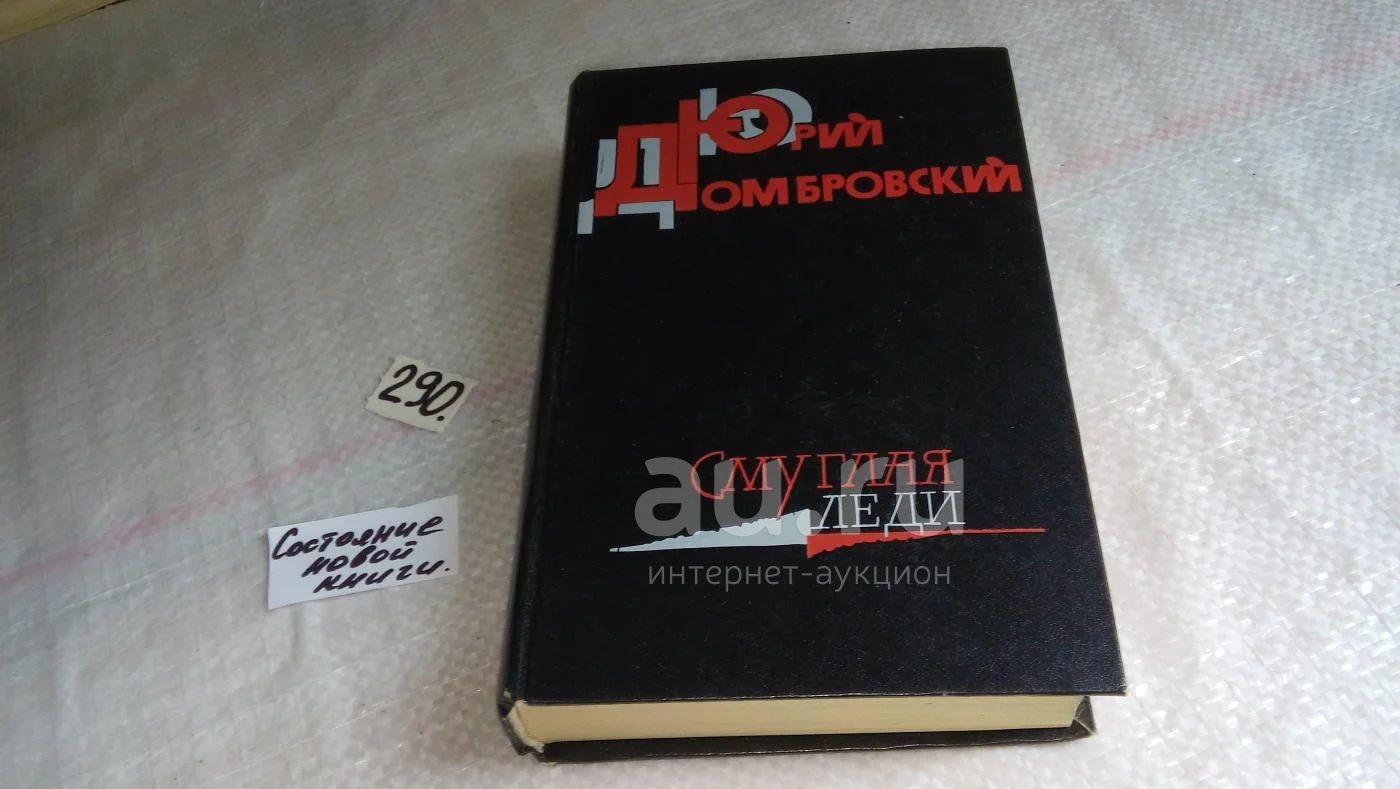 Юрий
Домбровский
290.
Смуглая
леди
au.ru
интернет-аукцион
Состояние
новой
книги.